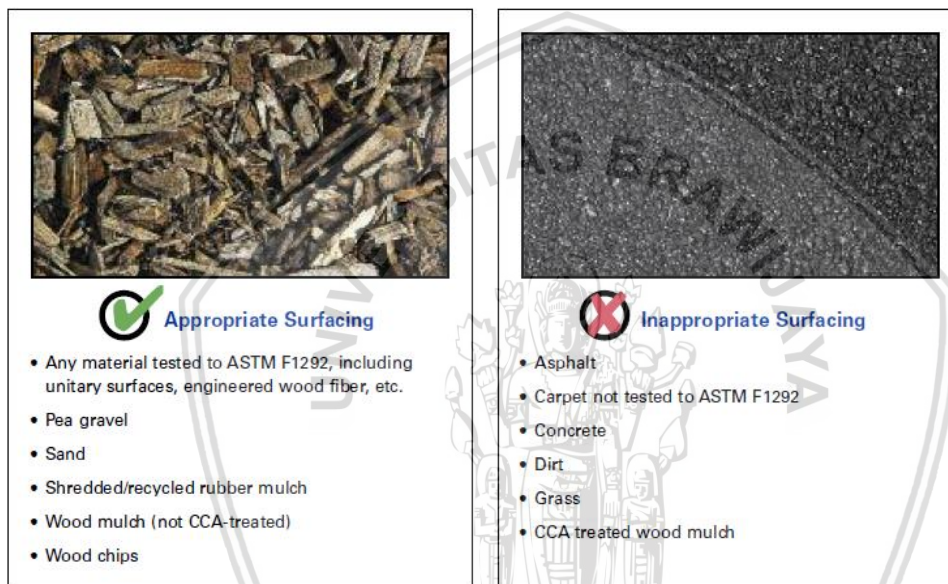 Appropriate Surfacing
• Any material tested to ASTM F1292, including
unitary surfaces, engineered wood fiber, etc.
• Pea gravel
• Sand
• Shredded/recycled rubber mulch
• Wood mulch (not CCA-treated)
• Wood chips
Inappropriate Surfacing
• Asphalt
• Carpet not tested to ASTM F1292
• Concrete
• Dirt
• Grass
• CCA treated wood mulch
UNIVERSITAS BRAWIJAYA